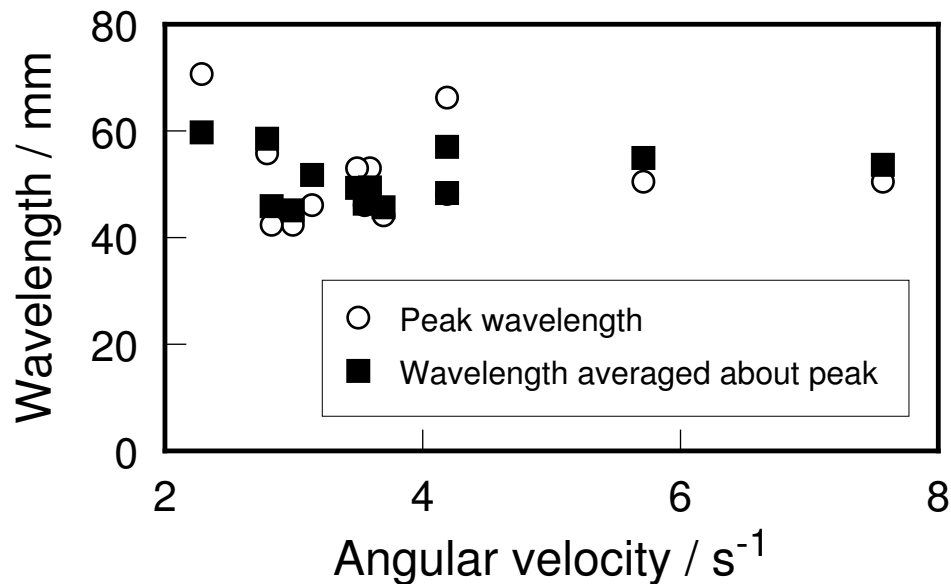 80
60
40
20
0
Wavelength / mm
Peak wavelength
Wavelength averaged about peak
2 4 6 8
Angular velocity / s⁻¹